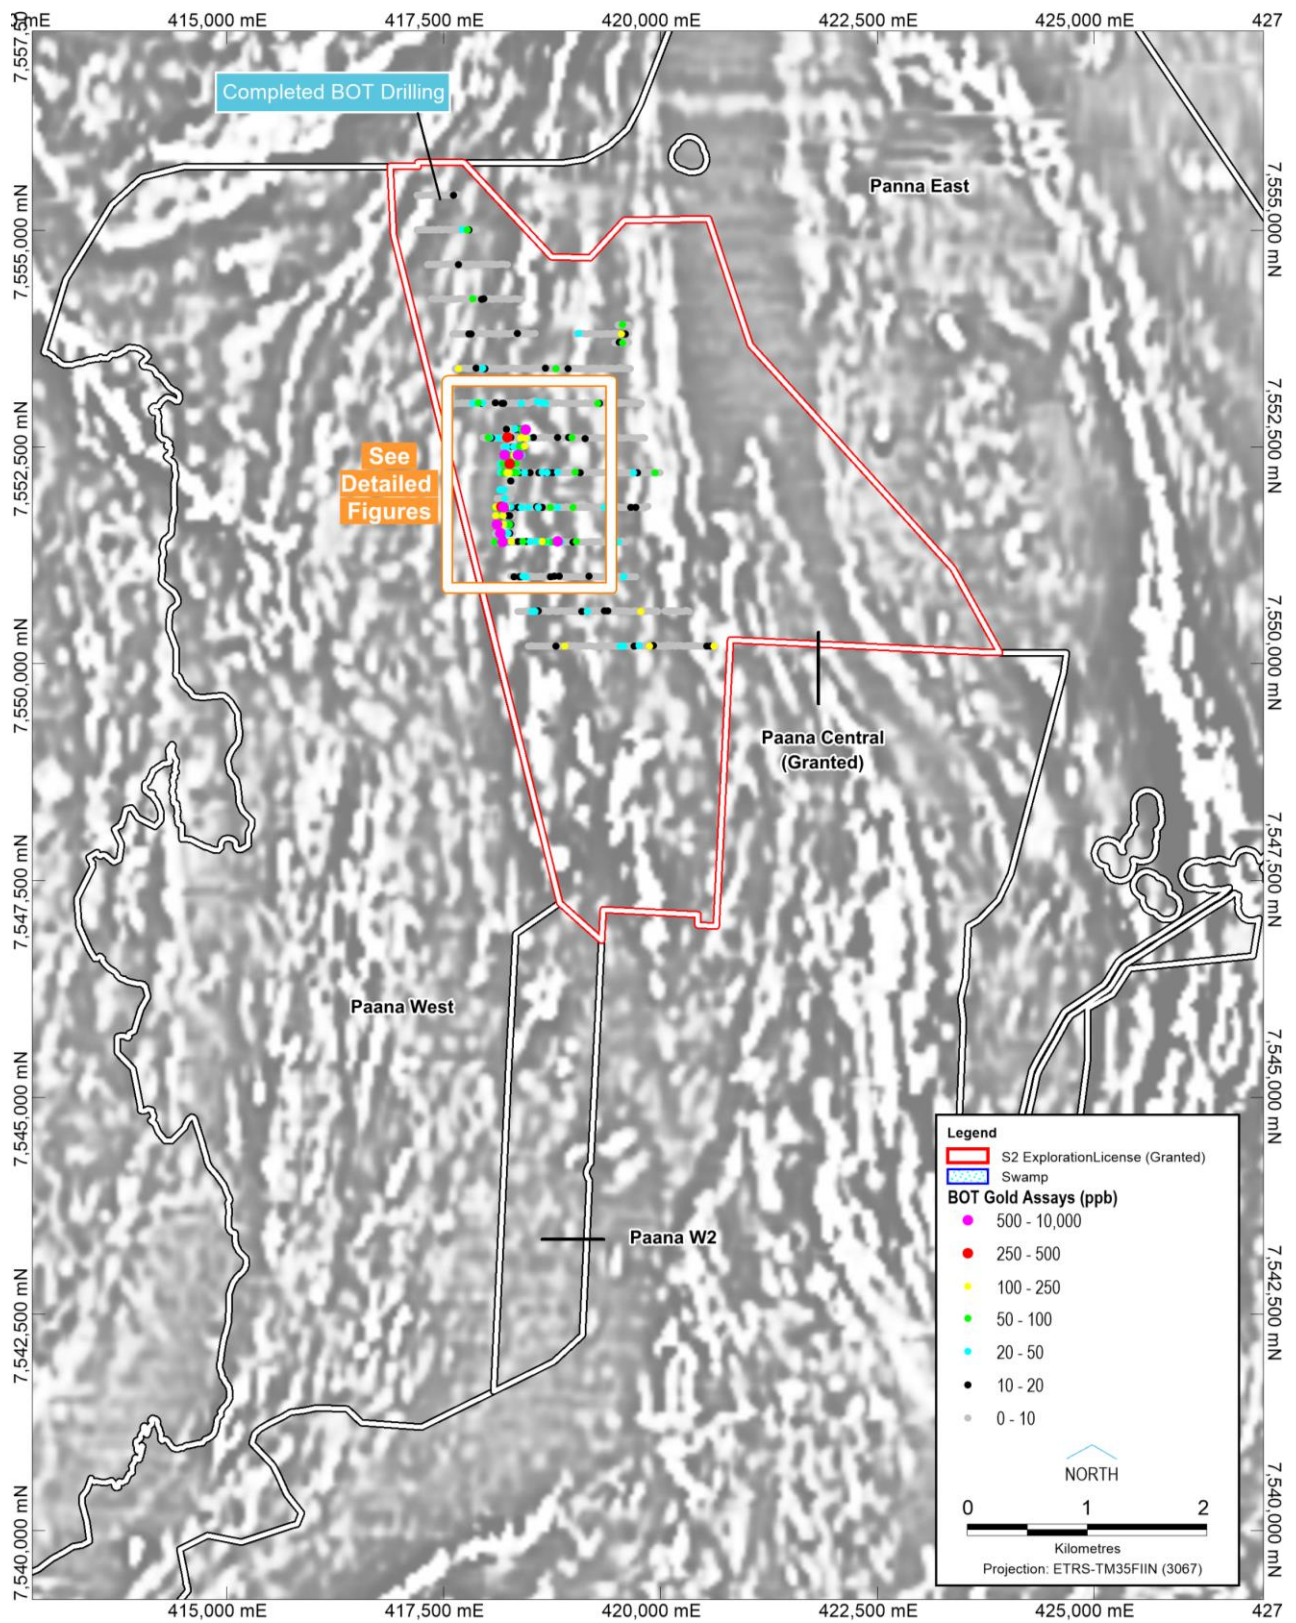 mE
415,000 mE
417,500 mE
420,000 mE
422,500 mE
425,000 mE
427
7,557,50
7,555,000 mN
7,552,500 mN
7,550,000 mN
7,547,500 mN
7,545,000 mN
7,542,500 mN
7,540,000 mN
Completed BOT Drilling
Panna East
See
Detailed
Figures
Paana Central
(Granted)
Paana West
Paana W2
7,555,000 mN
7,552,500 mN
7,550,000 mN
7,547,500 mN
7,545,000 mN
7,542,500 mN
7,540,000 mN
Legend
S2 ExplorationLicense (Granted)
Swamp
BOT Gold Assays (ppb)
500 - 10,000
250 - 500
100 - 250
50 - 100
20 - 50
10 - 20
0 - 10
NORTH
0 1 2
Kilometres
Projection: ETRS-TM35FIIN (3067)
415,000 mE
417,500 mE
420,000 mE
422,500 mE
425,000 mE
427